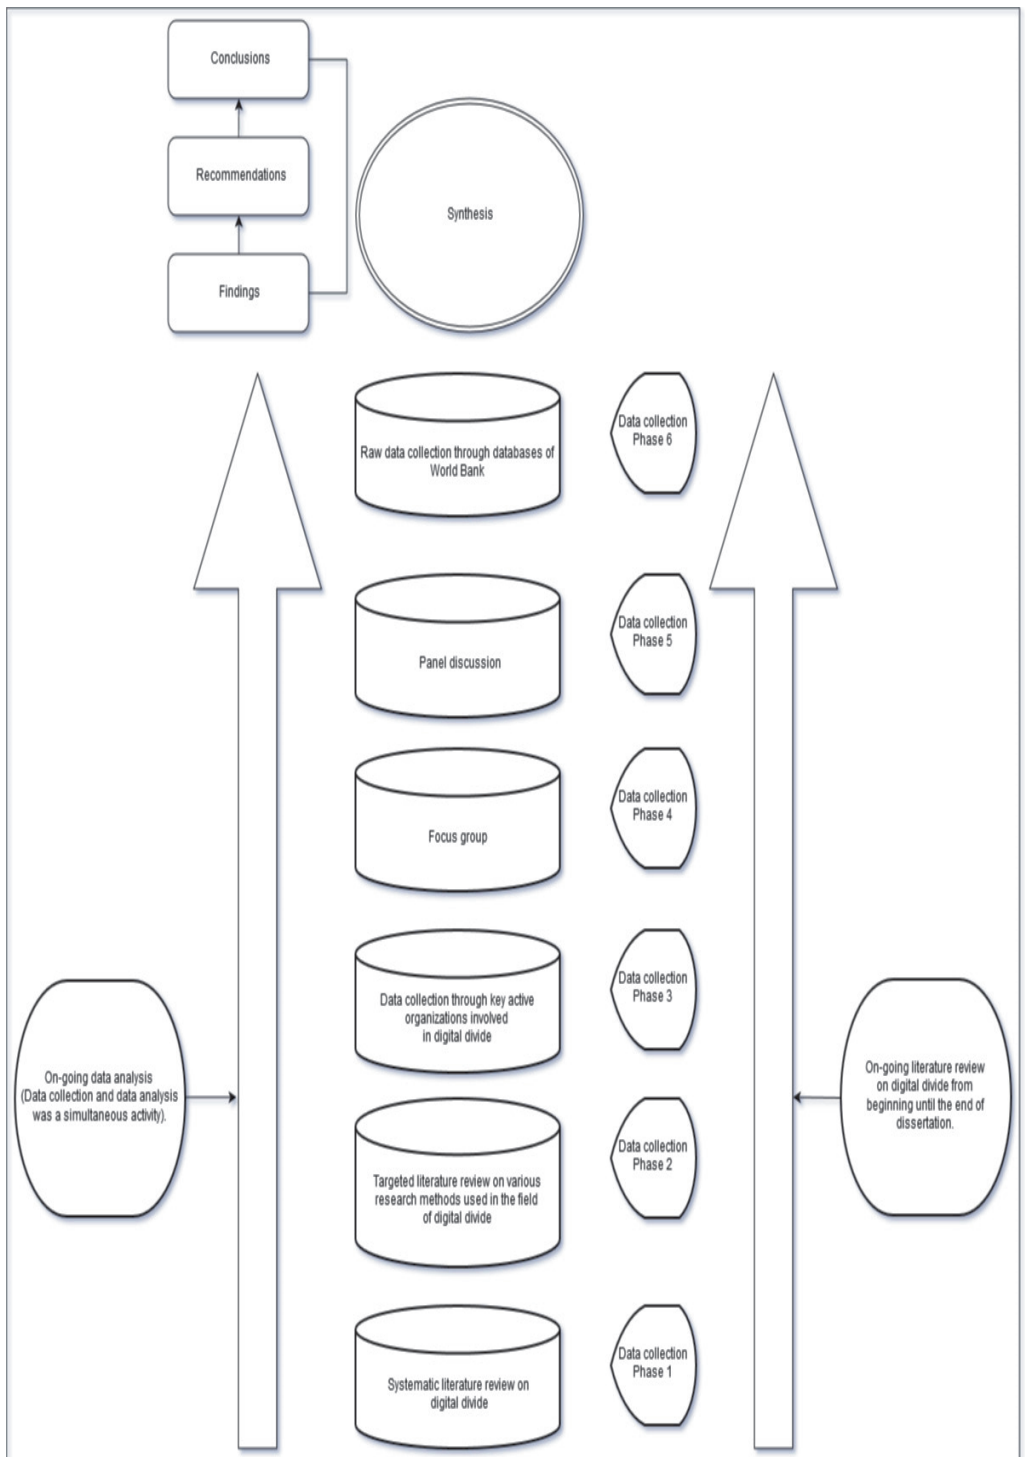 Conclusions
Recommendations
Synthesis
Findings
Raw data collection through databases of
World Bank
Data collection
Phase 6
Panel discussion
Data collection
Phase 5
Focus group
Data collection
Phase 4
Data collection through key active
organizations involved
in digital divide
Data collection
Phase 3
On-going data analysis
(Data collection and data analysis
was a simultaneous activity).
On-going literature review
on digital divide from
beginning until the end of
dissertation.
Targeted literature review on various
research methods used in the field
of digital divide
Data collection
Phase 2
Systematic literature review on
digital divide
Data collection
Phase 1